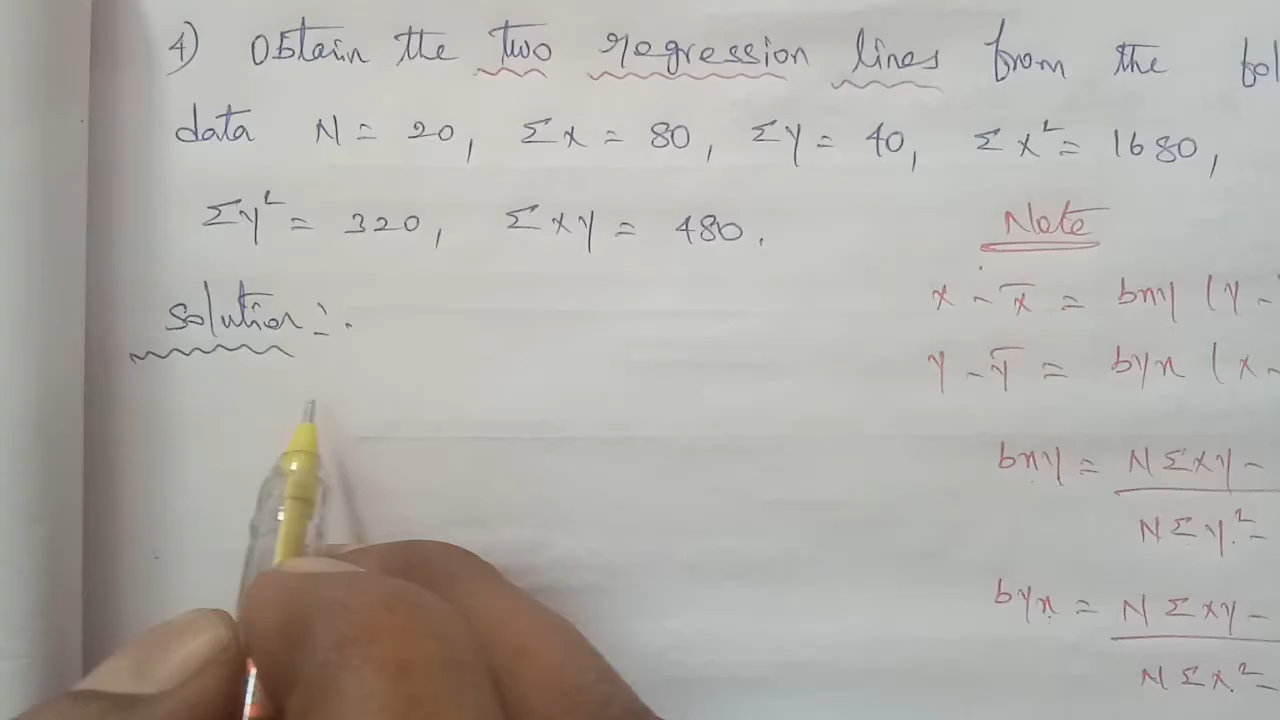 4) Obtain the two regression lines from the fol
data N = 20, Σx = 80, Σy = 40, Σx² = 1680,
Σy² = 320, Σxy = 480.
Note
solution:-
x - x̅ = bxy (y -
y - y̅ = byx (x -
bxy = NΣxy -
NΣy² -
byx = NΣxy -
NΣx² -